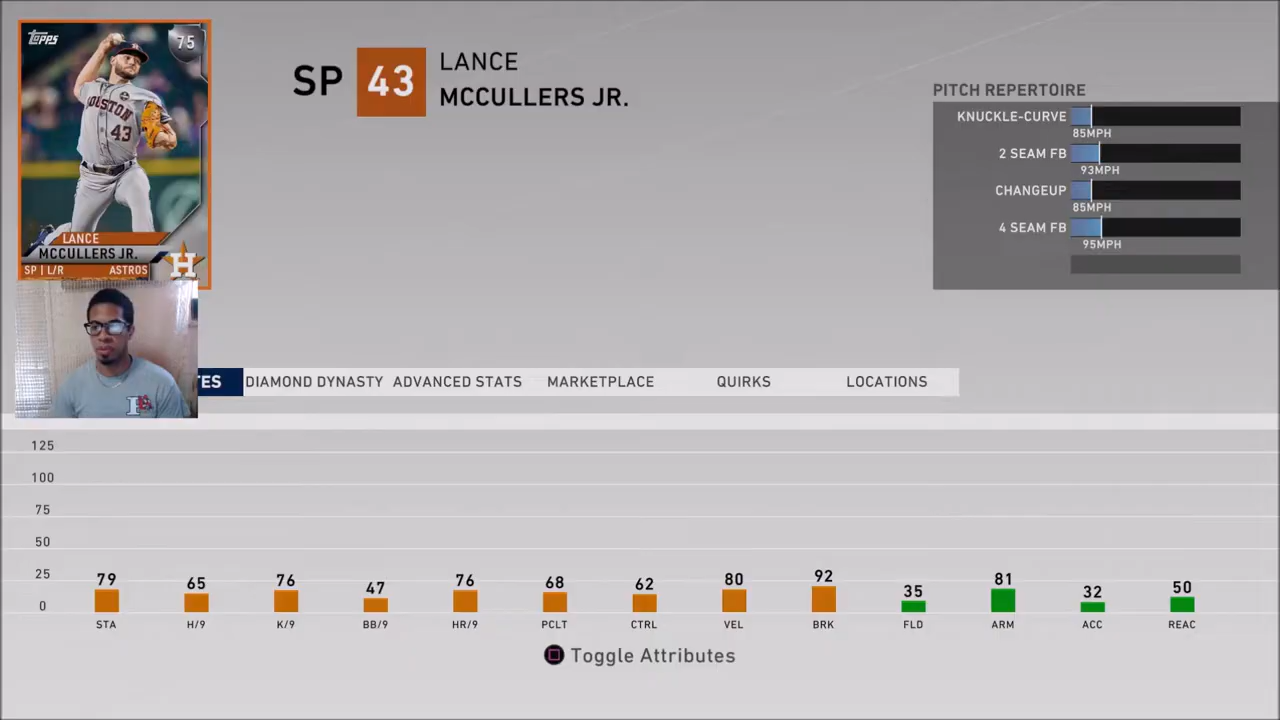 Topps
75
HOUSTON
43
LANCE
MCCULLERS JR.
SP | L/R ASTROS
H
SP 43 LANCE
MCCULLERS JR.
PITCH REPERTOIRE
KNUCKLE-CURVE
85MPH
2 SEAM FB
93MPH
CHANGEUP
85MPH
4 SEAM FB
95MPH
TES DIAMOND DYNASTY ADVANCED STATS MARKETPLACE QUIRKS LOCATIONS
125
100
75
50
25
0
79 65 76 47 76 68 62 80 92 35 81 32 50
STA H/9 K/9 BB/9 HR/9 PCLT CTRL VEL BRK FLD ARM ACC REAC
Toggle Attributes